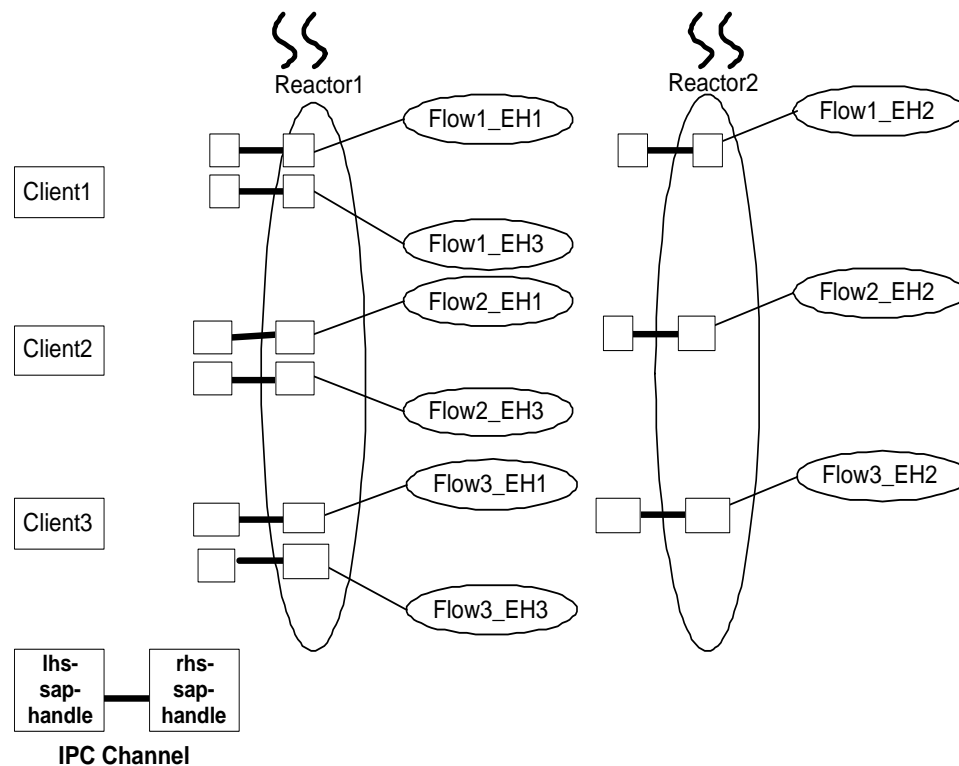 Reactor1
Reactor2
Flow1_EH1
Flow1_EH2
Client1
Flow1_EH3
Flow2_EH1
Flow2_EH2
Client2
Flow2_EH3
Flow3_EH1
Flow3_EH2
Client3
Flow3_EH3
lhs-
sap-
handle
rhs-
sap-
handle
IPC Channel